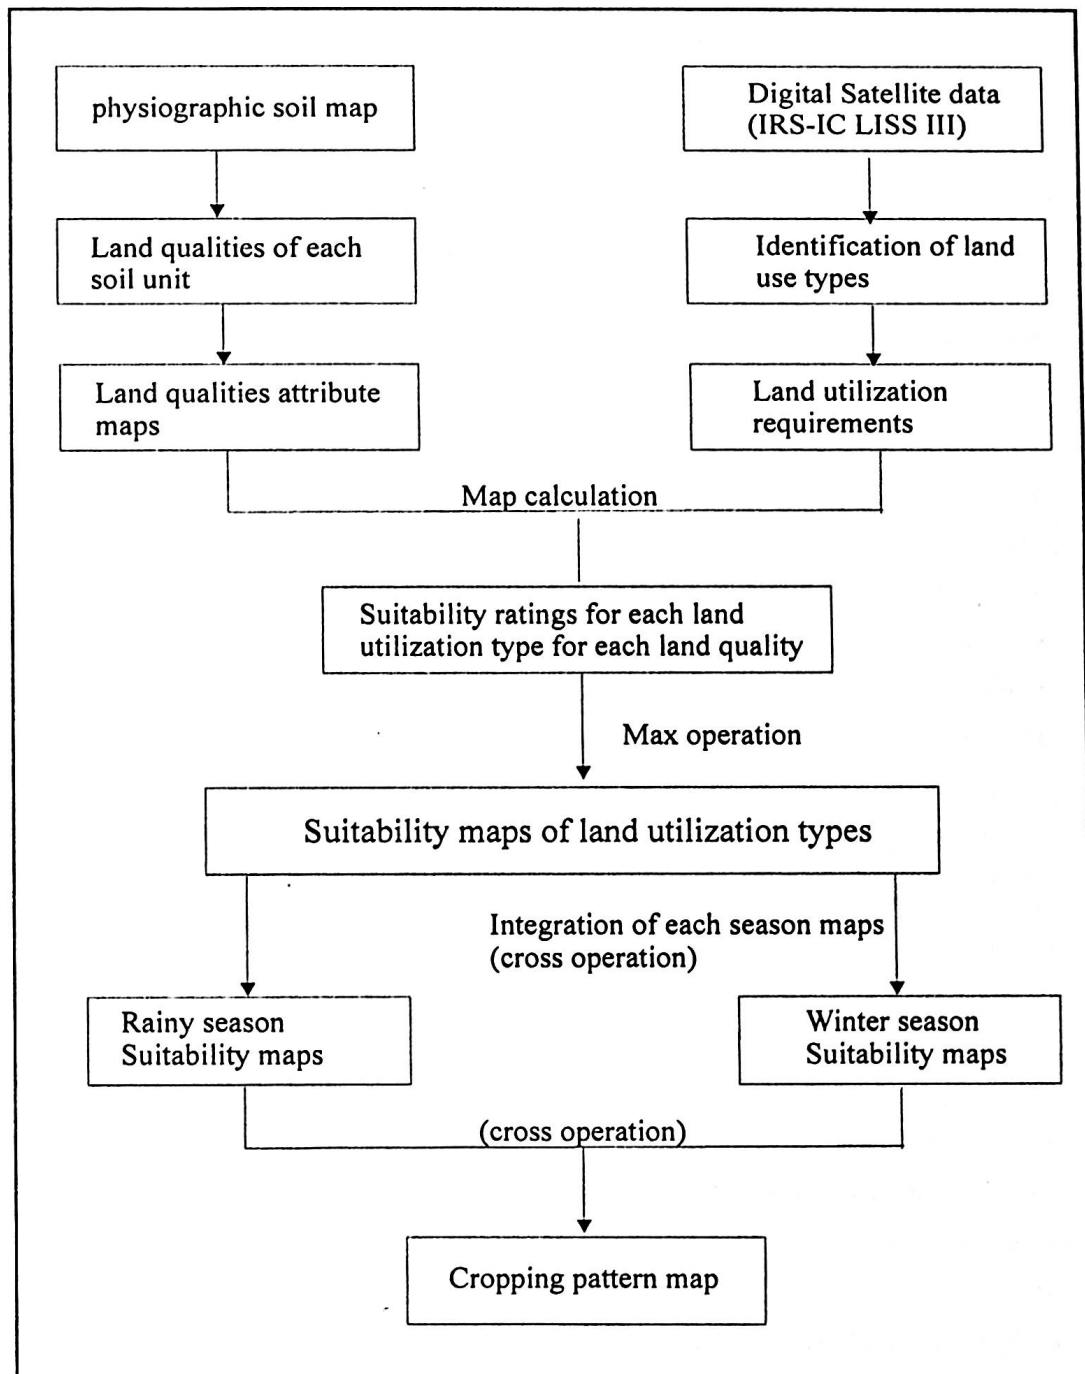 physiographic soil map
Digital Satellite data
(IRS-IC LISS III)
Land qualities of each
soil unit
Identification of land
use types
Land qualities attribute
maps
Land utilization
requirements
Map calculation
Suitability ratings for each land
utilization type for each land quality
Max operation
Suitability maps of land utilization types
Integration of each season maps
(cross operation)
Rainy season
Suitability maps
Winter season
Suitability maps
(cross operation)
Cropping pattern map